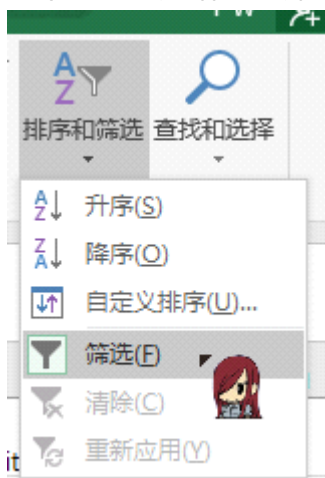 排序和筛选 查找和选择
升序(S)
降序(O)
自定义排序(U)...
筛选(F)
清除(C)
重新应用(Y)
it